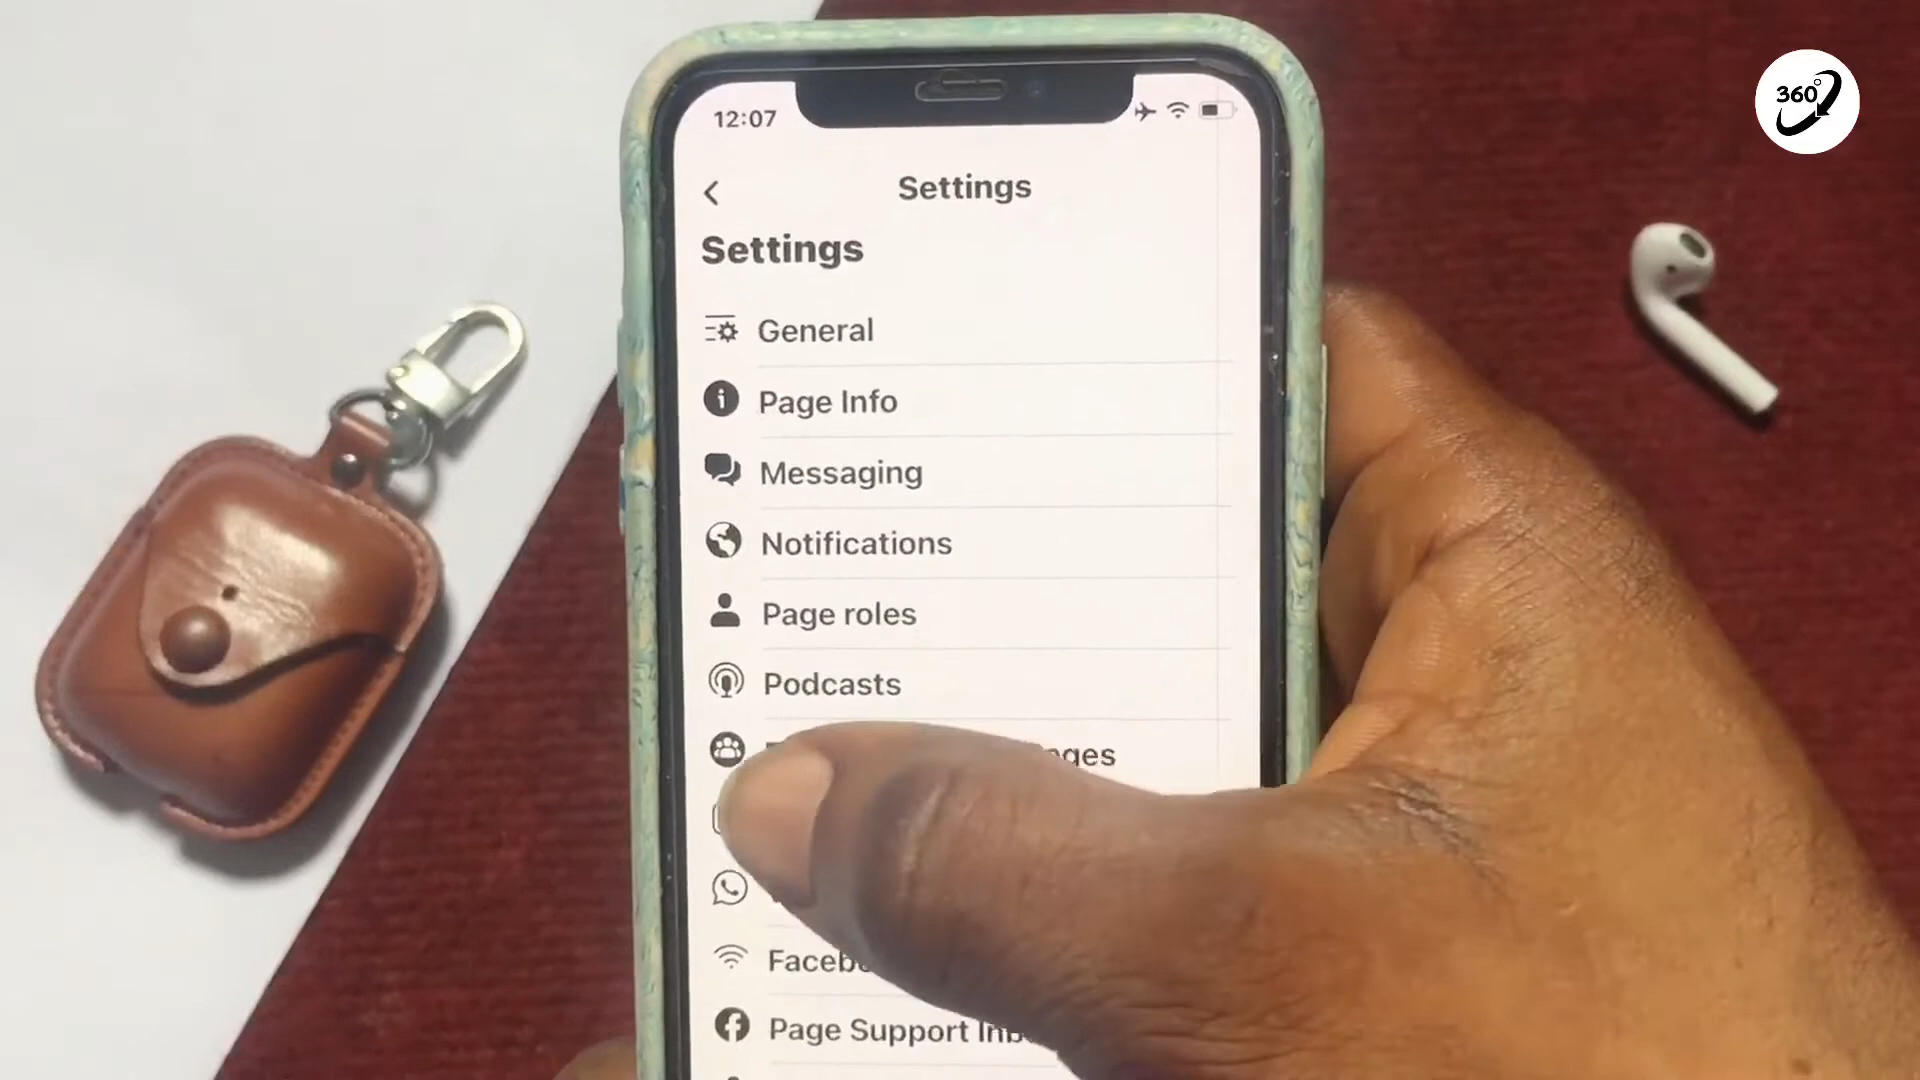 360°
12:07
Settings
Settings
General
Page Info
Messaging
Notifications
Page roles
Podcasts
Page Support